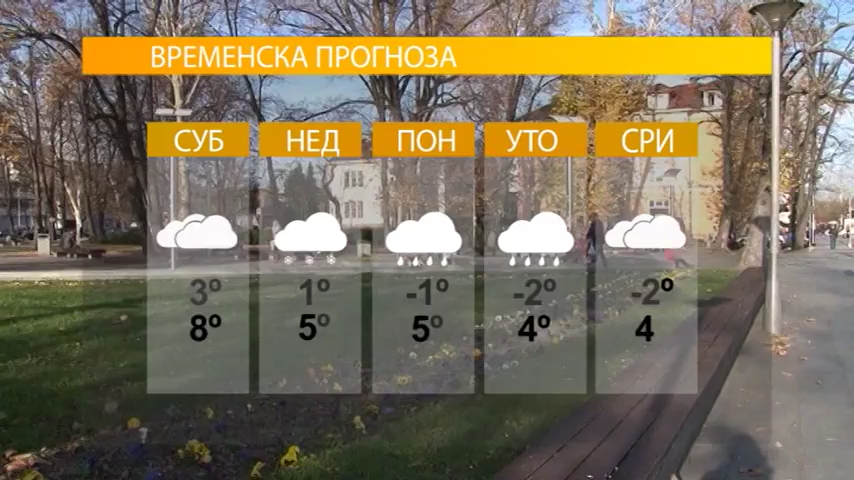 ВРЕМЕНСКА ПРОГНОЗА
СУБ НЕД ПОН УТО СРИ
3º 1º -1º -2º -2º
8º 5º 5º 4º 4